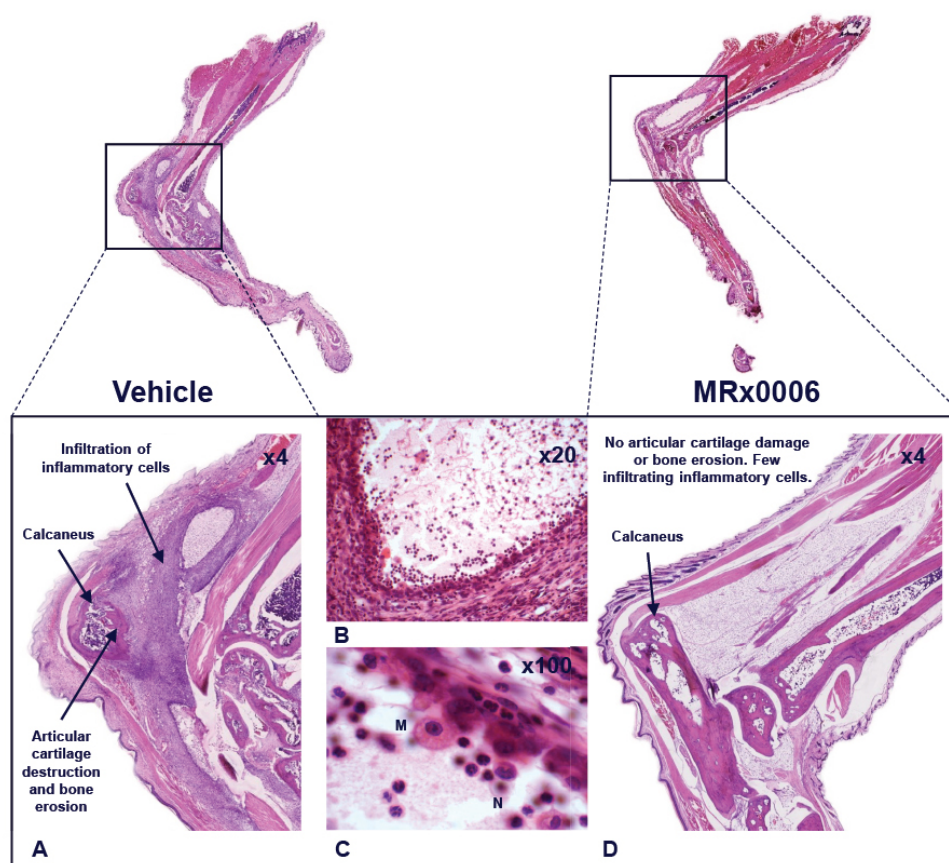 Vehicle
MRx0006
Infiltration of
inflammatory cells
x4
Calcaneus
Articular
cartilage
destruction
and bone
erosion
A
x20
B
x100
M
N
C
No articular cartilage damage
or bone erosion. Few
infiltrating inflammatory cells.
x4
Calcaneus
D